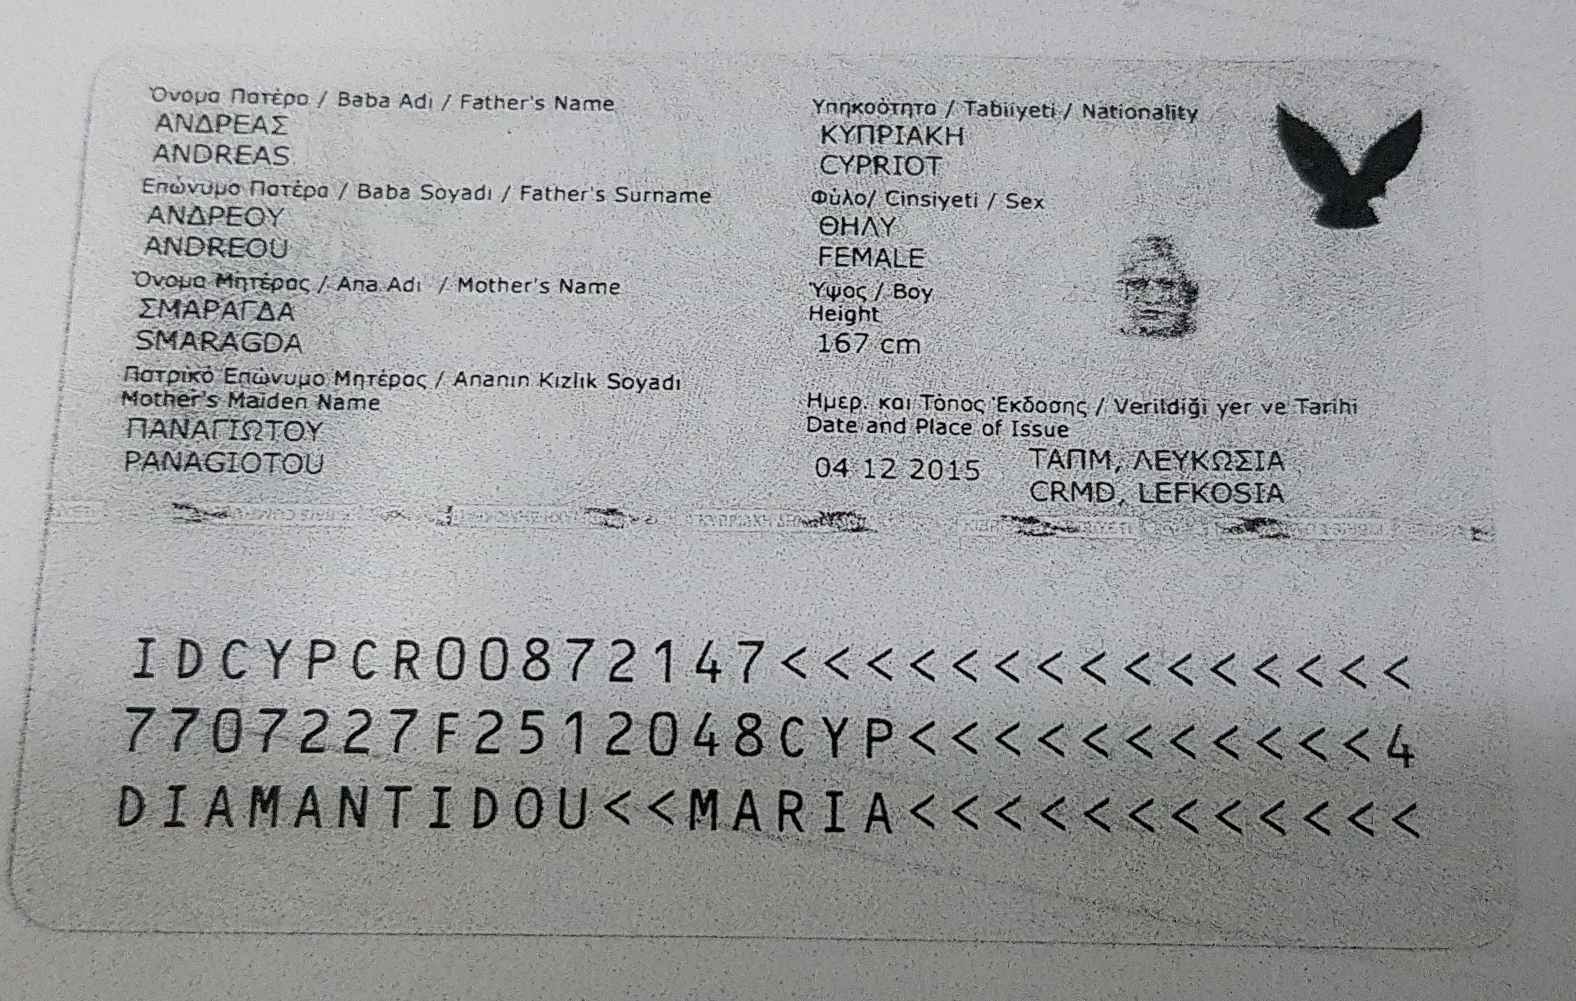 Όνομα Πατέρα / Baba Adı / Father's Name
ΑΝΔΡΕΑΣ
ANDREAS
Επώνυμο Πατέρα / Baba Soyadı / Father's Surname
ΑΝΔΡΕΟΥ
ANDREOU
Όνομα Μητέρας / Ana Adı / Mother's Name
ΣΜΑΡΑΓΔΑ
SMARAGDA
Πατρικό Επώνυμο Μητέρας / Ananın Kızlık Soyadı
Mother's Maiden Name
ΠΑΝΑΓΙΩΤΟΥ
PANAGIOTOU
Υπηκοότητα / Tabiiyeti / Nationality
ΚΥΠΡΙΑΚΗ
CYPRIOT
Φύλο/ Cinsiyeti / Sex
ΘΗΛΥ
FEMALE
Ύψος / Boy
Height
167 cm
Ημερ. και Τόπος Έκδοσης / Verildiği yer ve Tarihi
Date and Place of Issue
04 12 2015 ΤΑΠΜ, ΛΕΥΚΩΣΙΑ
CRMD, LEFKOSIA
IDCYPCR00872147<<<<<<<<<<<<<<<
7707227F2512048CYP<<<<<<<<<<<4
DIAMANTIDOU<<MARIA<<<<<<<<<<<<